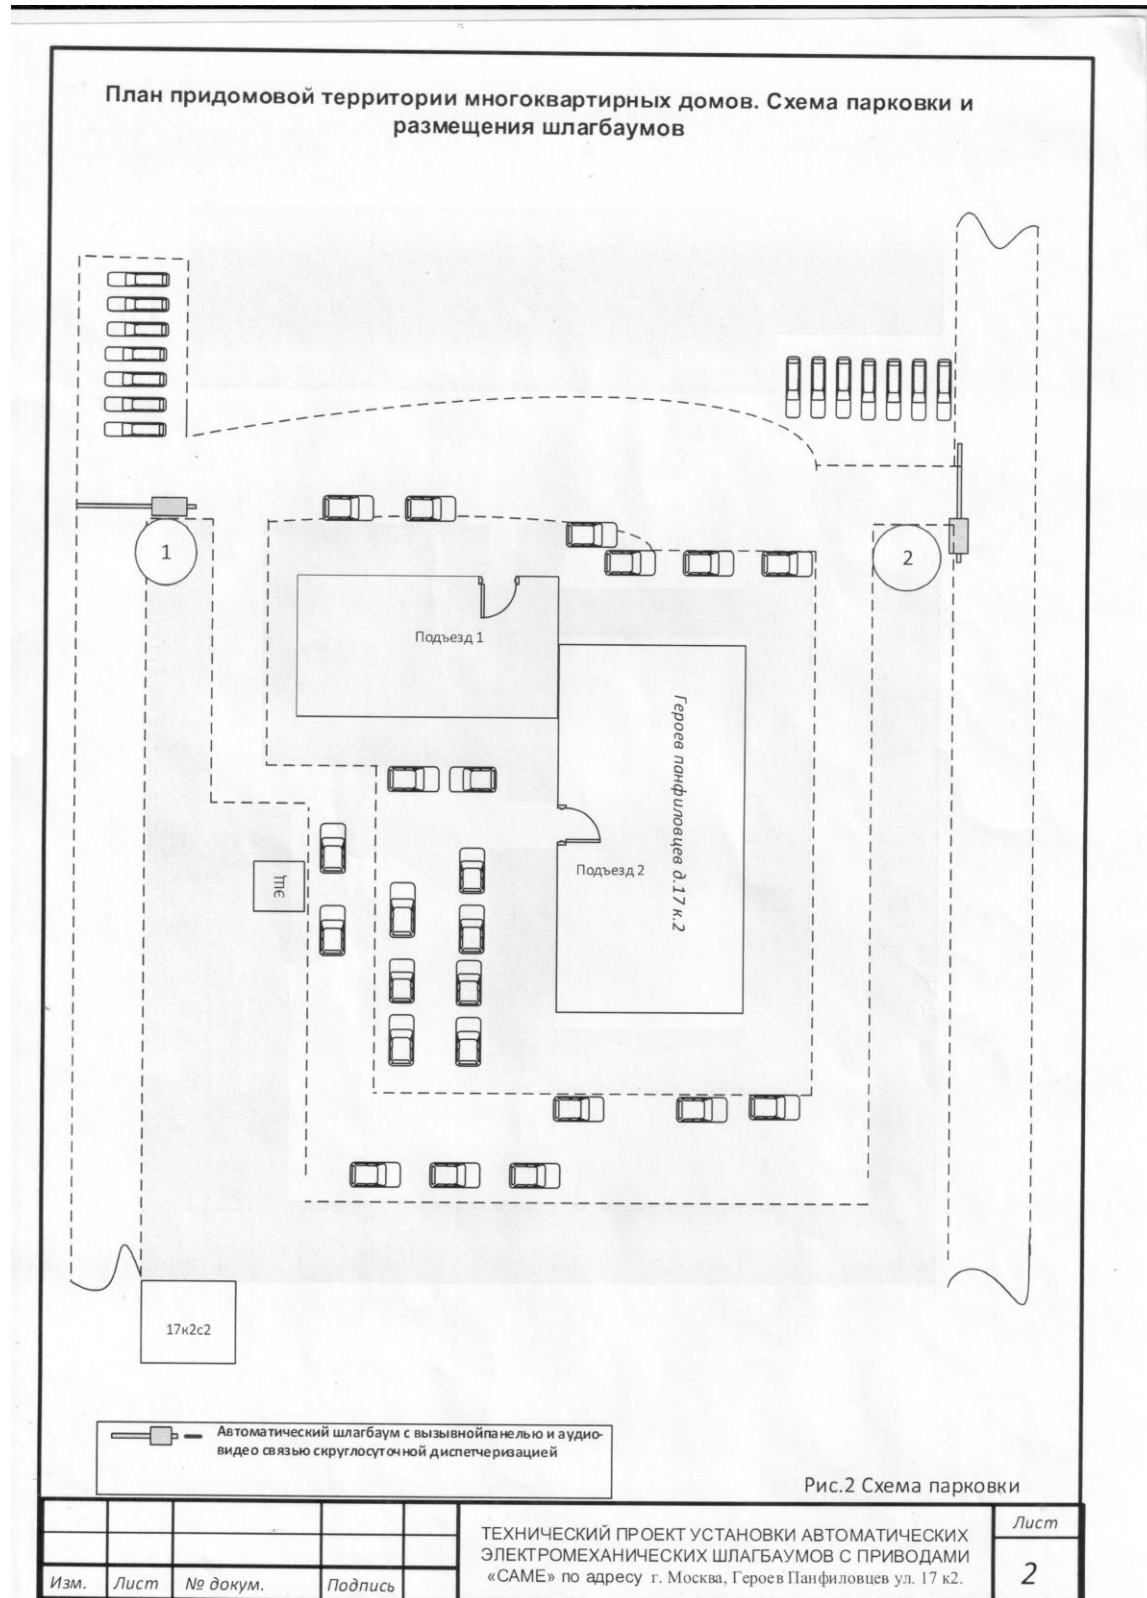 План придомовой территории многоквартирных домов. Схема парковки и
размещения шлагбаумов
1
2
Подъезд 1
Героев панфиловцев д.17 к.2
Подъезд 2
17к2с2
Автоматический шлагбаум с вызывнойпанелью и аудио-
видео связью скруглосуточной диспетчеризацией
Рис.2 Схема парковки
Изм.
Лист
№ докум.
Подпись
ТЕХНИЧЕСКИЙ ПРОЕКТ УСТАНОВКИ АВТОМАТИЧЕСКИХ
ЭЛЕКТРОМЕХАНИЧЕСКИХ ШЛАГБАУМОВ С ПРИВОДАМИ
«CAME» по адресу г. Москва, Героев Панфиловцев ул. 17 к2.
Лист
2